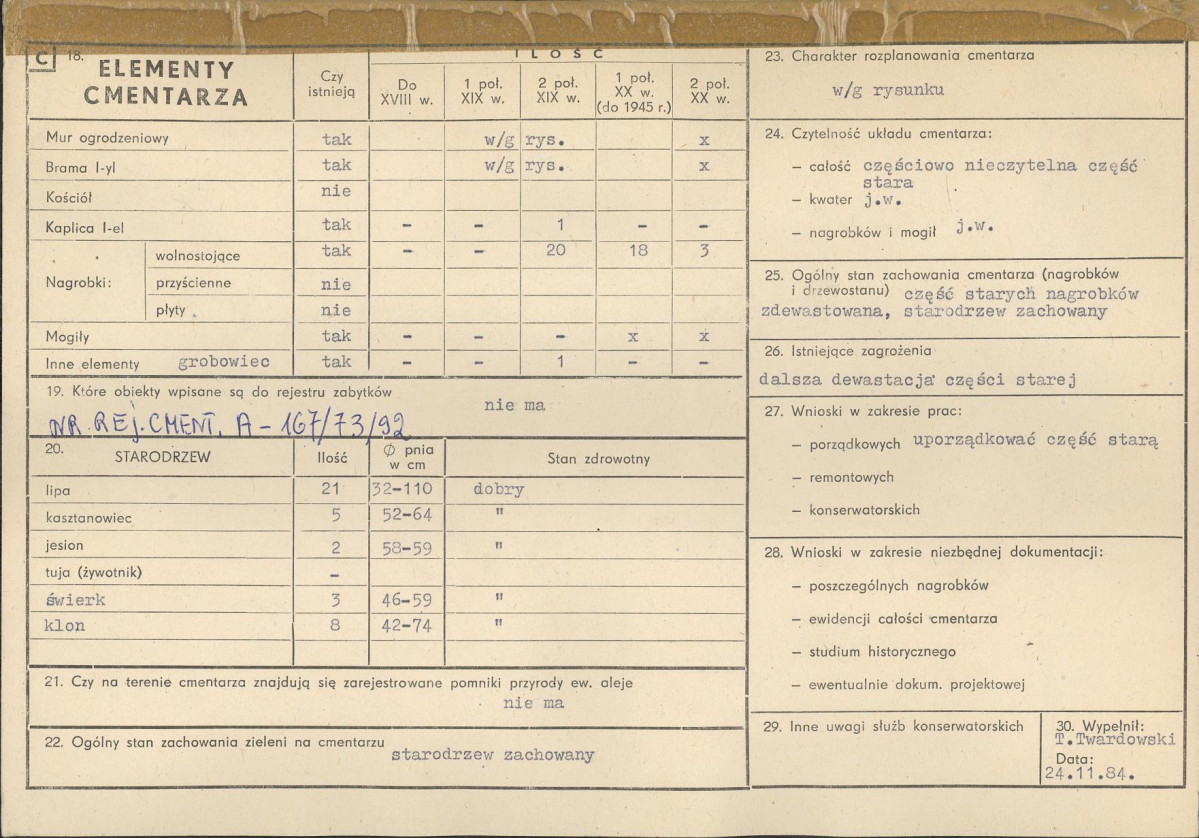 C 18. ELEMENTY CMENTARZA
Czy istnieją
ILOŚĆ
Do XVIII w.
1 poł. XIX w.
2 poł. XIX w.
1 poł. XX w. (do 1945 r.)
2 poł. XX w.
Mur ogrodzeniowy tak w/g rys. x
Brama I-yl tak w/g rys. x
Kościół nie
Kaplica I-el tak - - 1 - -
Nagrobki:
wolnostojące tak - - 20 18 3
przyścienne nie
płyty nie
Mogiły tak - - - x x
Inne elementy grobowiec tak - - 1 - -
19. Które obiekty wpisane są do rejestru zabytków
nie ma
NR. REJ. CMENT. A - 167/73/92
20. STARODRZEW Ilość Ø pnia w cm Stan zdrowotny
lipa 21 32-110 dobry
kasztanowiec 5 52-64 "
jesion 2 58-59 "
tuja (żywotnik) -
świerk 3 46-59 "
klon 8 42-74 "
21. Czy na terenie cmentarza znajdują się zarejestrowane pomniki przyrody ew. aleje
nie ma
22. Ogólny stan zachowania zieleni na cmentarzu
starodrzew zachowany
23. Charakter rozplanowania cmentarza
w/g rysunku
24. Czytelność układu cmentarza:
– całość częściowo nieczytelna część
stara
– kwater j.w.
– nagrobków i mogił j.w.
25. Ogólny stan zachowania cmentarza (nagrobków
i drzewostanu) część starych nagrobków
zdewastowana, starodrzew zachowany
26. Istniejące zagrożenia
dalsza dewastacja części starej
27. Wnioski w zakresie prac:
– porządkowych uporządkować część starą
– remontowych
– konserwatorskich
28. Wnioski w zakresie niezbędnej dokumentacji:
– poszczególnych nagrobków
– ewidencji całości cmentarza
– studium historycznego
– ewentualnie dokum. projektowej
29. Inne uwagi służb konserwatorskich
30. Wypełnił:
T.Twardowski
Data:
24.11.84.